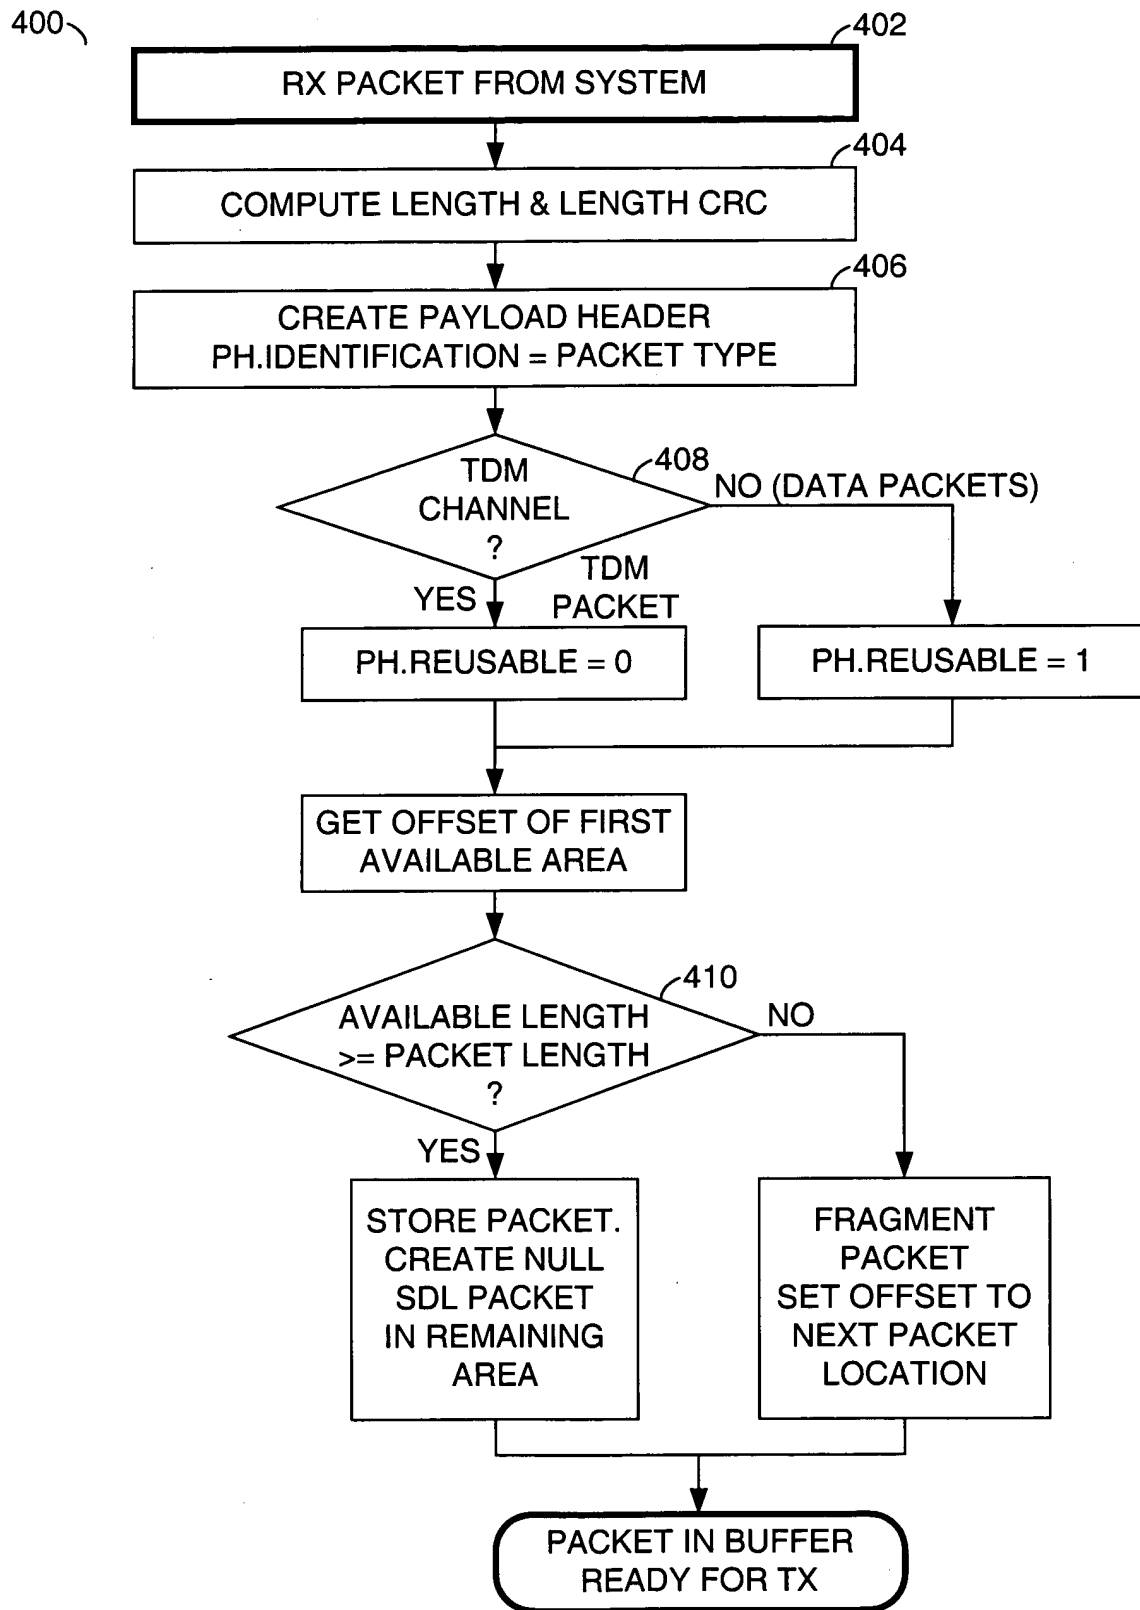 400
402
RX PACKET FROM SYSTEM
404
COMPUTE LENGTH & LENGTH CRC
406
CREATE PAYLOAD HEADER
PH.IDENTIFICATION = PACKET TYPE
TDM
CHANNEL
?
408
NO (DATA PACKETS)
YES
TDM
PACKET
PH.REUSABLE = 0
PH.REUSABLE = 1
GET OFFSET OF FIRST
AVAILABLE AREA
410
AVAILABLE LENGTH
>= PACKET LENGTH
?
NO
YES
STORE PACKET.
CREATE NULL
SDL PACKET
IN REMAINING
AREA
FRAGMENT
PACKET
SET OFFSET TO
NEXT PACKET
LOCATION
PACKET IN BUFFER
READY FOR TX